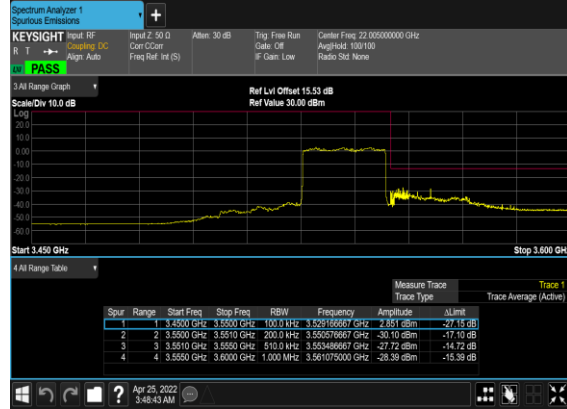 Spectrum Analyzer 1
Spurious Emissions
+
KEYSIGHT Input: RF Input Z: 50 Ω Atten: 30 dB Trig: Free Run Center Freq: 22.005000000 GHz
R T Coupling: DC Corr CCorr Gate: Off Avg|Hold: 100/100
Align: Auto Freq Ref: Int (S) IF Gain: Low Radio Std: None
PASS
3 All Range Graph Ref Lvl Offset 15.53 dB
Scale/Div 10.0 dB Ref Value 30.00 dBm
Log
20.0
10.0
0.00
-10.0
-20.0
-30.0
-40.0
-50.0
-60.0
Start 3.450 GHz Stop 3.600 GHz
4 All Range Table
Measure Trace Trace 1
Trace Type Trace Average (Active)
Spur Range Start Freq Stop Freq RBW Frequency Amplitude ΔLimit
1 1 3.4500 GHz 3.5500 GHz 100.0 kHz 3.529166667 GHz 2.851 dBm -27.15 dB
2 2 3.5500 GHz 3.5510 GHz 200.0 kHz 3.550576667 GHz -30.10 dBm -17.10 dB
3 3 3.5510 GHz 3.5550 GHz 510.0 kHz 3.553486667 GHz -27.72 dBm -14.72 dB
4 4 3.5550 GHz 3.6000 GHz 1.000 MHz 3.561075000 GHz -28.39 dBm -15.39 dB
? Apr 25, 2022
3:48:43 AM